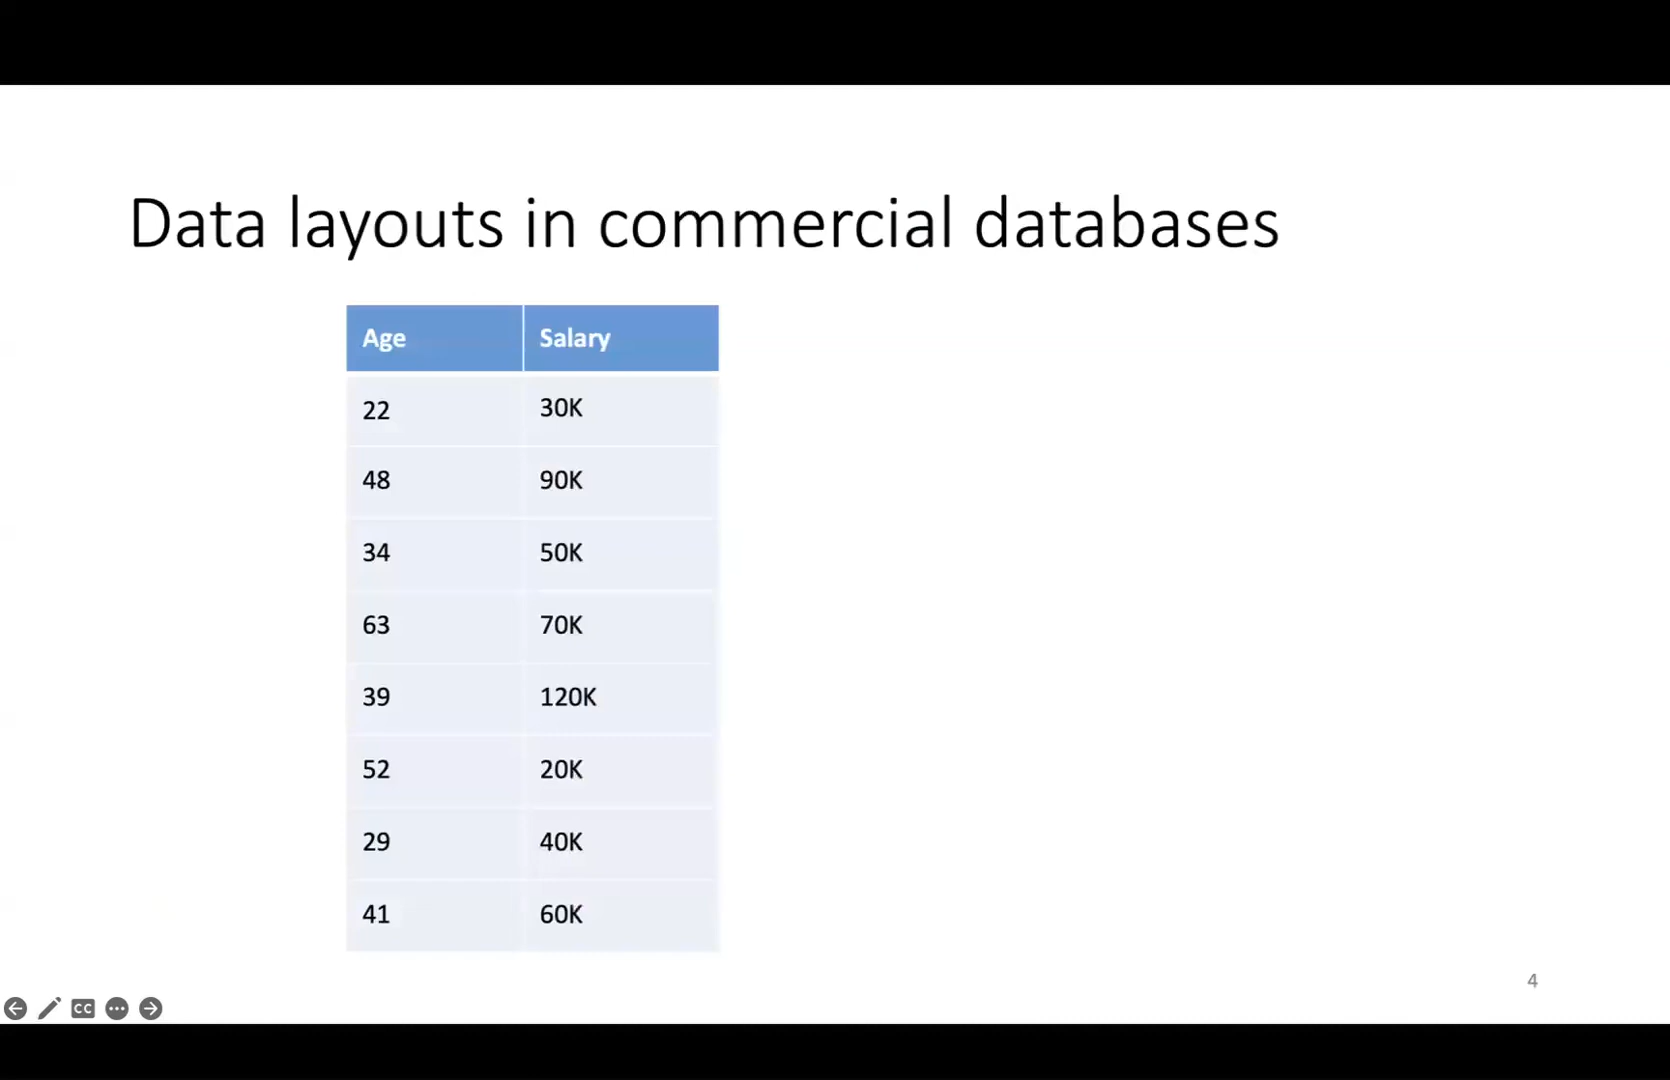 Data layouts in commercial databases
Age Salary
22 30K
48 90K
34 50K
63 70K
39 120K
52 20K
29 40K
41 60K
4
CC